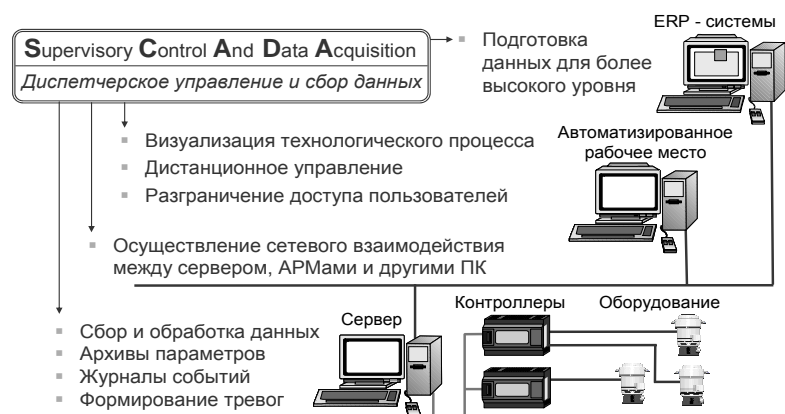 Supervisory Control And Data Acquisition
Диспетчерское управление и сбор данных
Подготовка
данных для более
высокого уровня
ERP - системы
Автоматизированное
рабочее место
Визуализация технологического процесса
Дистанционное управление
Разграничение доступа пользователей
Осуществление сетевого взаимодействия
между сервером, АРМами и другими ПК
Сбор и обработка данных
Архивы параметров
Журналы событий
Формирование тревог
Сервер
Контроллеры
Оборудование